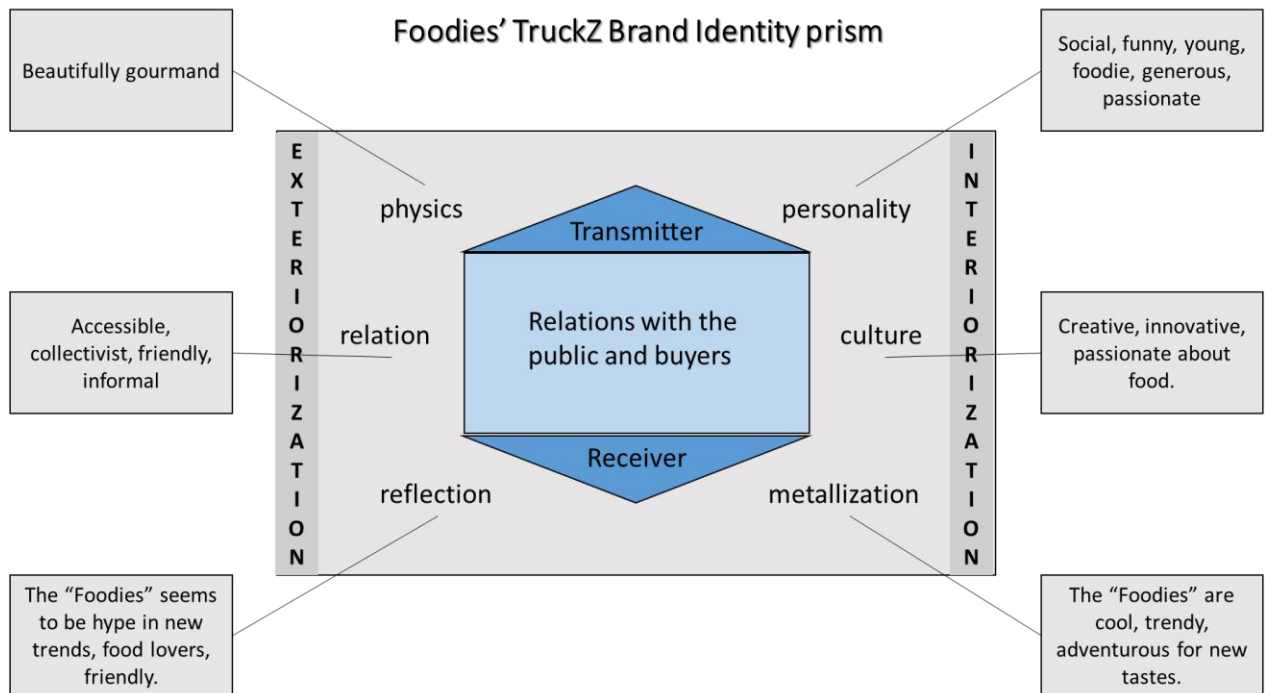 Foodies' TruckZ Brand Identity prism
Beautifully gourmand
Social, funny, young,
foodie, generous,
passionate
EXTERIORIZATION
INTERIORIZATION
physics
personality
Transmitter
Accessible,
collectivist, friendly,
informal
relation
Relations with the
public and buyers
culture
Creative, innovative,
passionate about
food.
Receiver
reflection
metallization
The “Foodies” seems
to be hype in new
trends, food lovers,
friendly.
The “Foodies” are
cool, trendy,
adventurous for new
tastes.